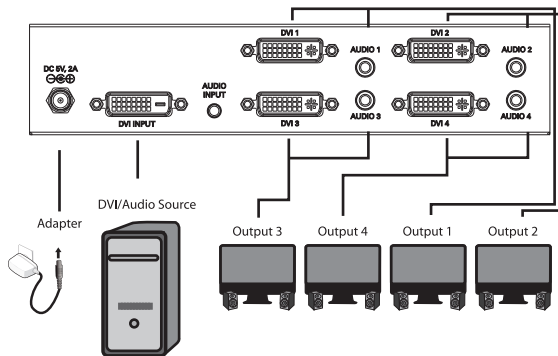 DVI 1
DVI 2
AUDIO 1
AUDIO 2
DC 5V, 2A
AUDIO
INPUT
DVI INPUT
DVI 3
AUDIO 3
DVI 4
AUDIO 4
Adapter
DVI/Audio Source
Output 3
Output 4
Output 1
Output 2